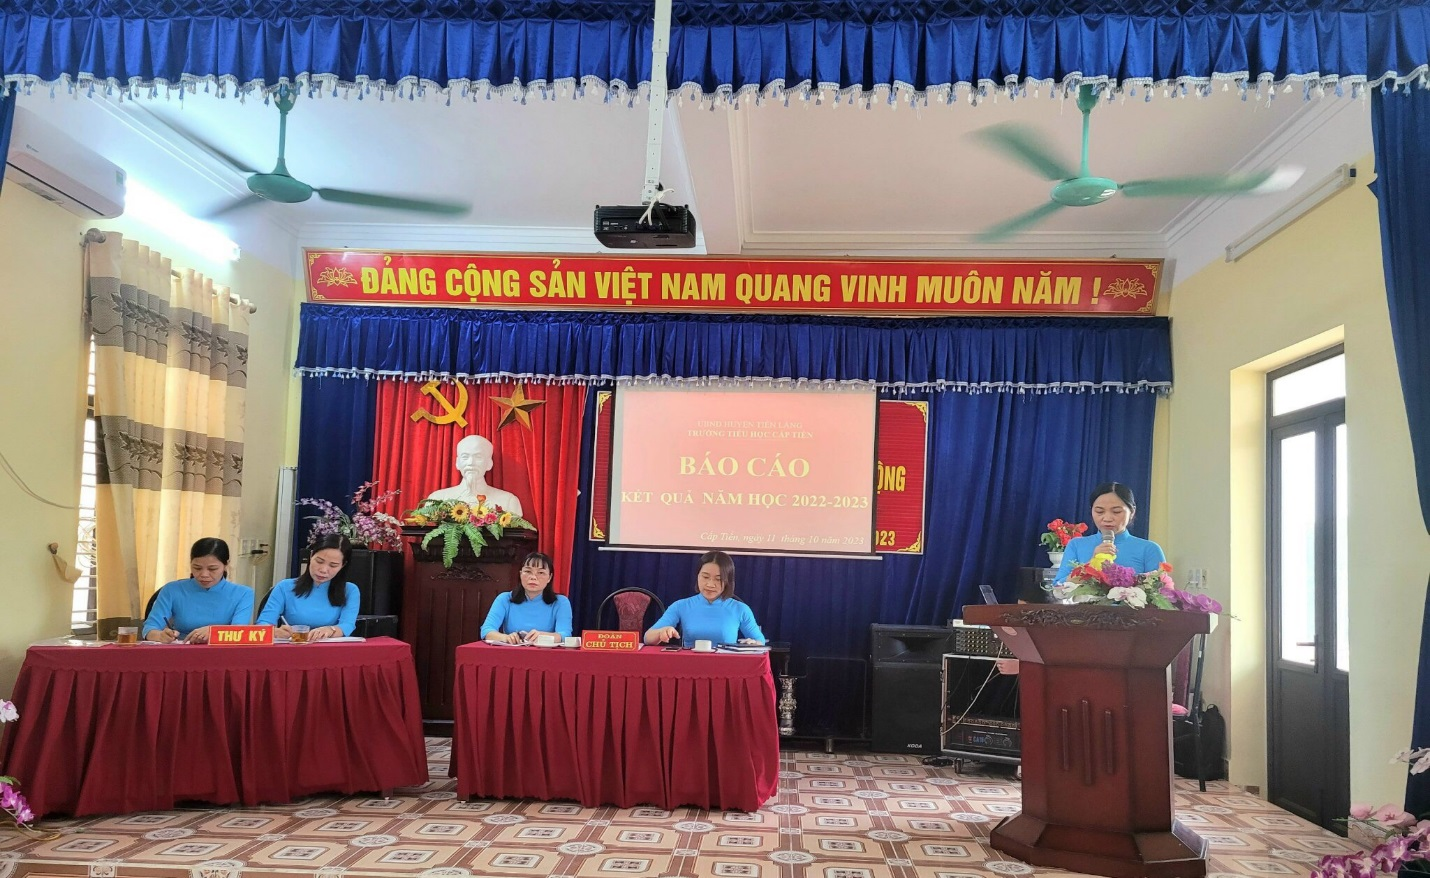 ĐẢNG CỘNG SẢN VIỆT NAM QUANG VINH MUÔN NĂM !
UBND HUYỆN TIÊN LÃNG
TRƯỜNG TIỂU HỌC CẤP TIẾN
BÁO CÁO
KẾT QUẢ NĂM HỌC 2022-2023
Cấp Tiến, ngày 11 tháng 10 năm 2023
ỘNG
023
THƯ KÝ
ĐOÀN
CHỦ TỊCH